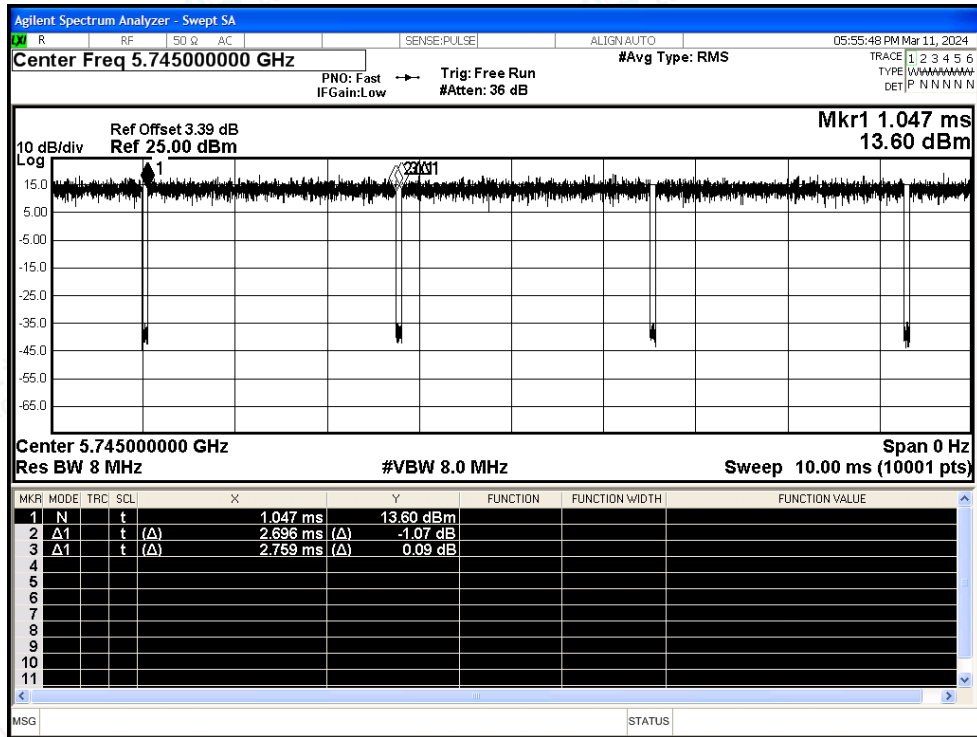 Agilent Spectrum Analyzer - Swept SA
LXI R RF 50 Ω AC SENSE:PULSE ALIGN AUTO 05:55:48 PM Mar 11, 2024
Center Freq 5.745000000 GHz #Avg Type: RMS TRACE 1 2 3 4 5 6
PNO: Fast Trig: Free Run TYPE WWWWWW
IFGain:Low #Atten: 36 dB DET P N N N N N
Mkr1 1.047 ms
Ref Offset 3.39 dB
10 dB/div Ref 25.00 dBm 13.60 dBm
Log
1
15.0
5.00
-5.00
-15.0
-25.0
-35.0
-45.0
-55.0
-65.0
Center 5.745000000 GHz Span 0 Hz
Res BW 8 MHz #VBW 8.0 MHz Sweep 10.00 ms (10001 pts)
MKR MODE TRC SCL X Y FUNCTION FUNCTION WIDTH FUNCTION VALUE
1 N t 1.047 ms 13.60 dBm
2 Δ1 t (Δ) 2.696 ms (Δ) -1.07 dB
3 Δ1 t (Δ) 2.759 ms (Δ) 0.09 dB
4
5
6
7
8
9
10
11
MSG STATUS